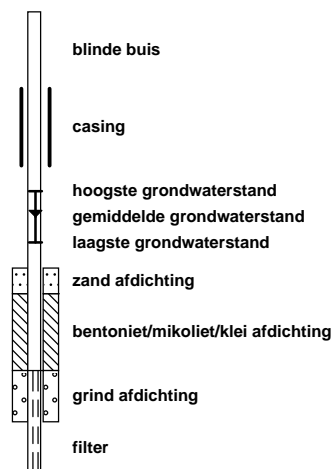 blinde buis
casing
hoogste grondwaterstand
gemiddelde grondwaterstand
laagste grondwaterstand
zand afdichting
bentoniet/mikoliet/klei afdichting
grind afdichting
filter